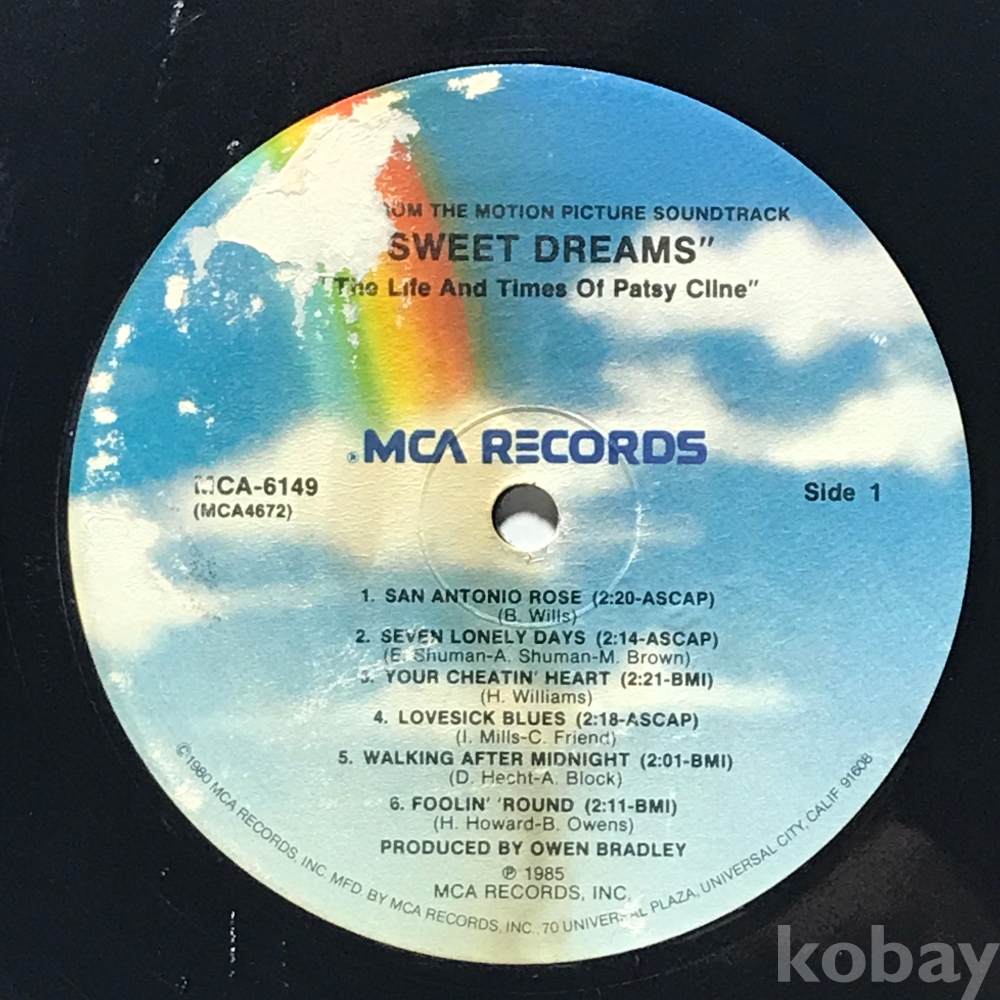 THE MOTION PICTURE SOUNDTRACK
SWEET DREAMS"
"The Life And Times Of Patsy Cline"
®MCA RECORDS
MCA-6149
(MCA4672)
Side 1
1. SAN ANTONIO ROSE (2:20-ASCAP)
(B. Wills)
2. SEVEN LONELY DAYS (2:14-ASCAP)
(E. Shuman-A. Shuman-M. Brown)
3. YOUR CHEATIN' HEART (2:21-BMI)
(H. Williams)
4. LOVESICK BLUES (2:18-ASCAP)
(I. Mills-C. Friend)
5. WALKING AFTER MIDNIGHT (2:01-BMI)
(D. Hecht-A. Block)
6. FOOLIN' 'ROUND (2:11-BMI)
(H. Howard-B. Owens)
PRODUCED BY OWEN BRADLEY
℗ 1985
MCA RECORDS, INC.
©1980 MCA RECORDS, INC. MFD. BY MCA RECORDS, INC., 70 UNIVERSAL PLAZA, UNIVERSAL CITY, CALIF 91608
kobay